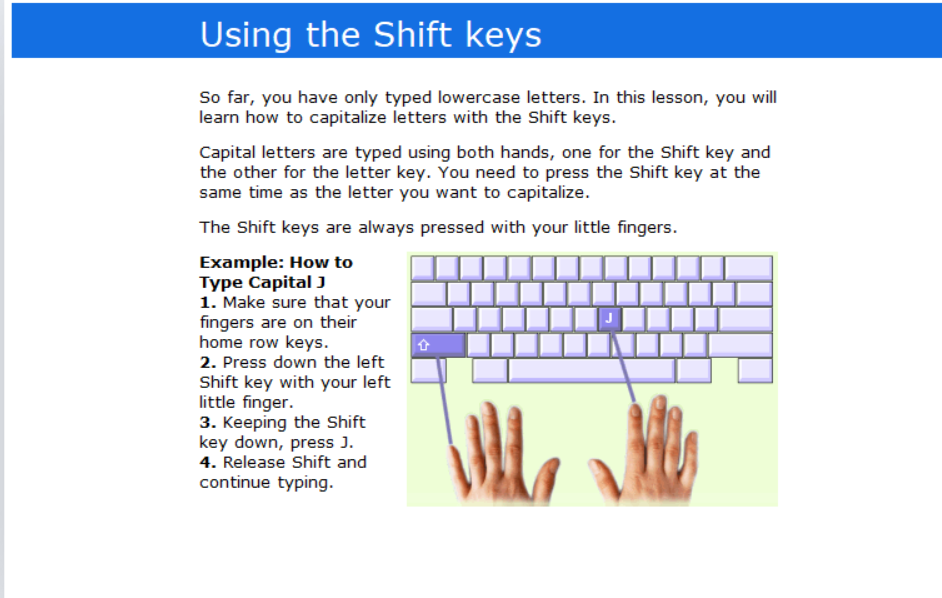 Using the Shift keys
So far, you have only typed lowercase letters. In this lesson, you will
learn how to capitalize letters with the Shift keys.
Capital letters are typed using both hands, one for the Shift key and
the other for the letter key. You need to press the Shift key at the
same time as the letter you want to capitalize.
The Shift keys are always pressed with your little fingers.
Example: How to
Type Capital J
1. Make sure that your
fingers are on their
home row keys.
2. Press down the left
Shift key with your left
little finger.
3. Keeping the Shift
key down, press J.
4. Release Shift and
continue typing.
J